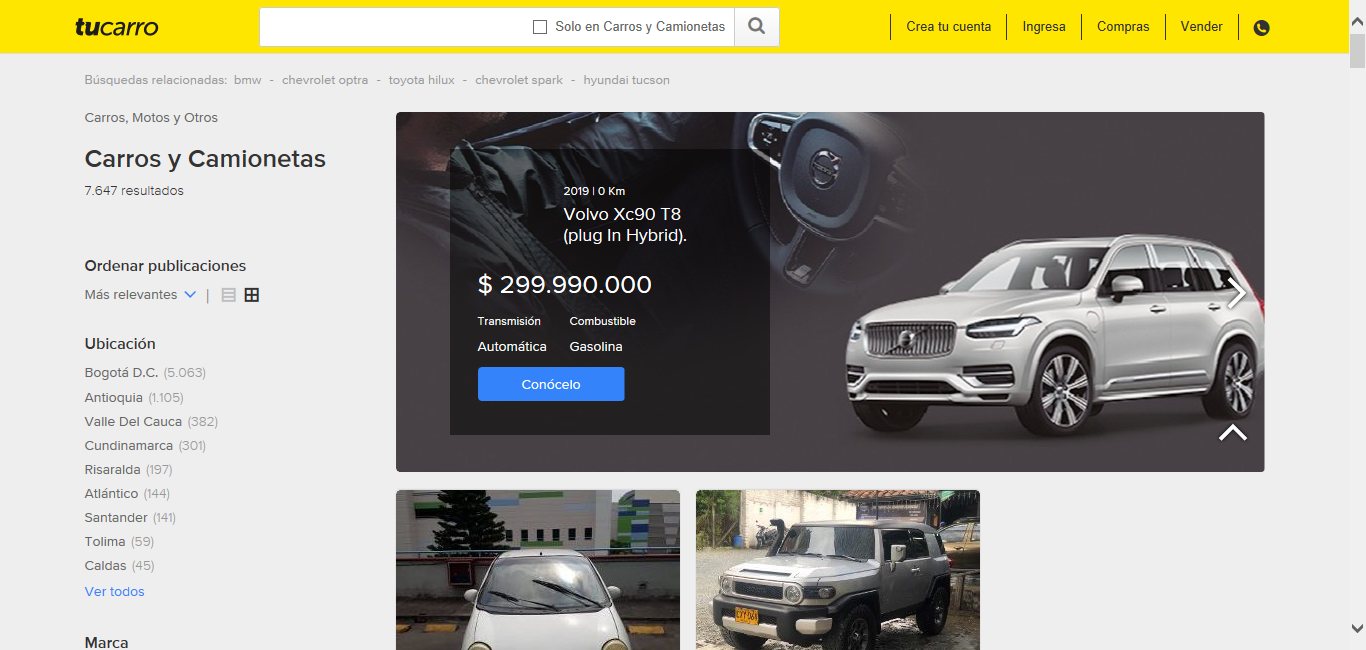 tucarro
Solo en Carros y Camionetas
Crea tu cuenta
Ingresa
Compras
Vender
Búsquedas relacionadas: bmw - chevrolet optra - toyota hilux - chevrolet spark - hyundai tucson
Carros, Motos y Otros
Carros y Camionetas
7.647 resultados
Ordenar publicaciones
Más relevantes |
Ubicación
Bogotá D.C. (5.063)
Antioquia (1.105)
Valle Del Cauca (382)
Cundinamarca (301)
Risaralda (197)
Atlántico (144)
Santander (141)
Tolima (59)
Caldas (45)
Ver todos
Marca
2019 | 0 Km
Volvo Xc90 T8
(plug In Hybrid).
$ 299.990.000
Transmisión Combustible
Automática Gasolina
Conócelo